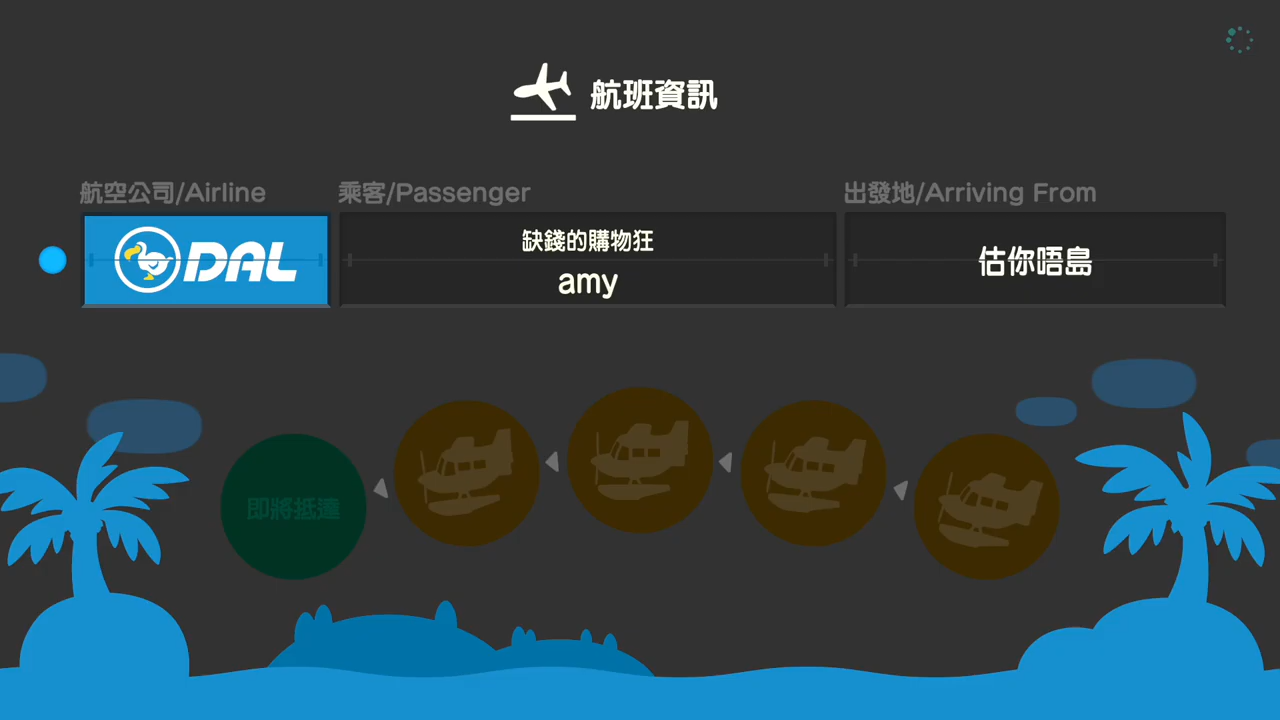 航班資訊
航空公司/Airline
乘客/Passenger
出發地/Arriving From
DAL
缺錢的購物狂
amy
估你唔島
即將抵達